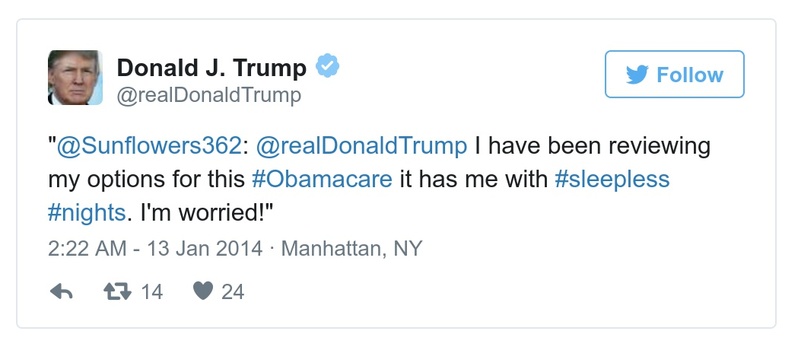 Donald J. Trump
@realDonaldTrump
Follow
"@Sunflowers362: @realDonaldTrump I have been reviewing
my options for this #Obamacare it has me with #sleepless
#nights. I'm worried!"
2:22 AM - 13 Jan 2014 · Manhattan, NY
14 24